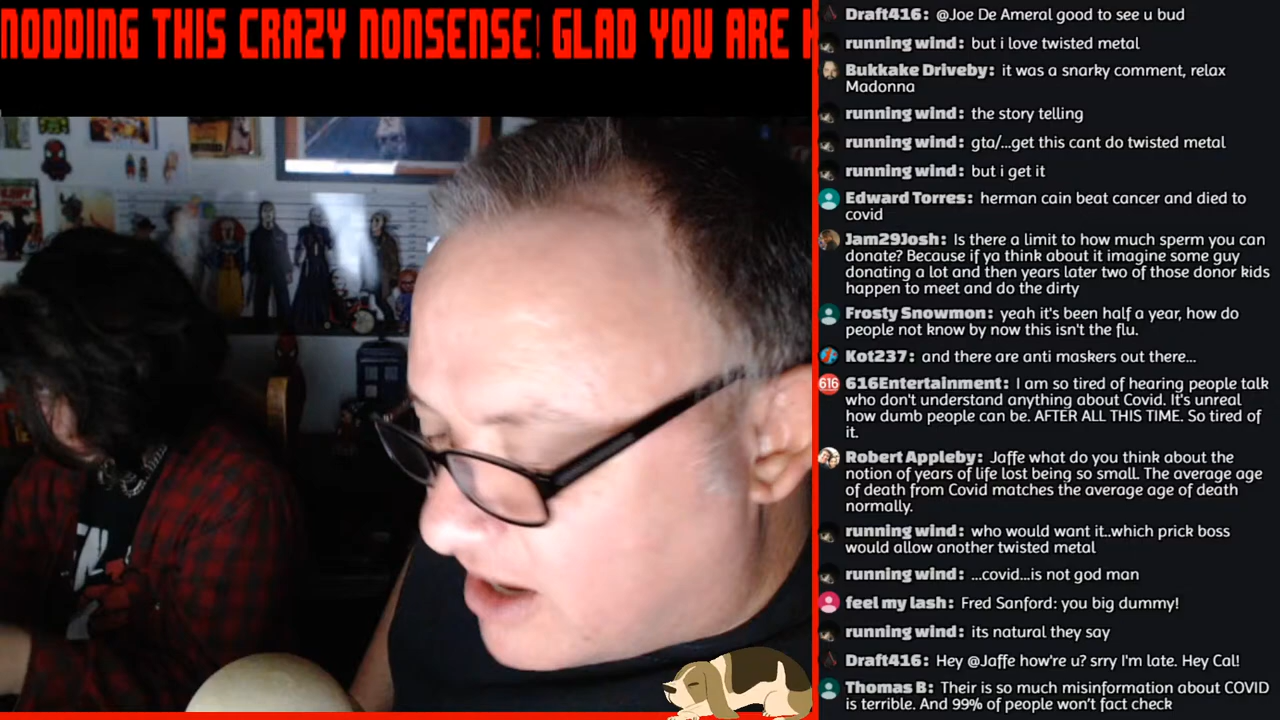 NODDING THIS CRAZY NONSENSE! GLAD YOU ARE
Draft416: @Joe De Ameral good to see u bud
running wind: but i love twisted metal
Bukkake Driveby: it was a snarky comment, relax
Madonna
running wind: the story telling
running wind: gta/...get this cant do twisted metal
running wind: but i get it
Edward Torres: herman cain beat cancer and died to
covid
Jam29Josh: Is there a limit to how much sperm you can
donate? Because if ya think about it imagine some guy
donating a lot and then years later two of those donor kids
happen to meet and do the dirty
Frosty Snowmon: yeah it's been half a year, how do
people not know by now this isn't the flu.
Kot237: and there are anti maskers out there...
616 616Entertainment: I am so tired of hearing people talk
who don't understand anything about Covid. It's unreal
how dumb people can be. AFTER ALL THIS TIME. So tired of
it.
Robert Appleby: Jaffe what do you think about the
notion of years of life lost being so small. The average age
of death from Covid matches the average age of death
normally.
running wind: who would want it..which prick boss
would allow another twisted metal
running wind: ...covid...is not god man
feel my lash: Fred Sanford: you big dummy!
running wind: its natural they say
Draft416: Hey @Jaffe how're u? srry I'm late. Hey Cal!
Thomas B: Their is so much misinformation about COVID
is terrible. And 99% of people won't fact check